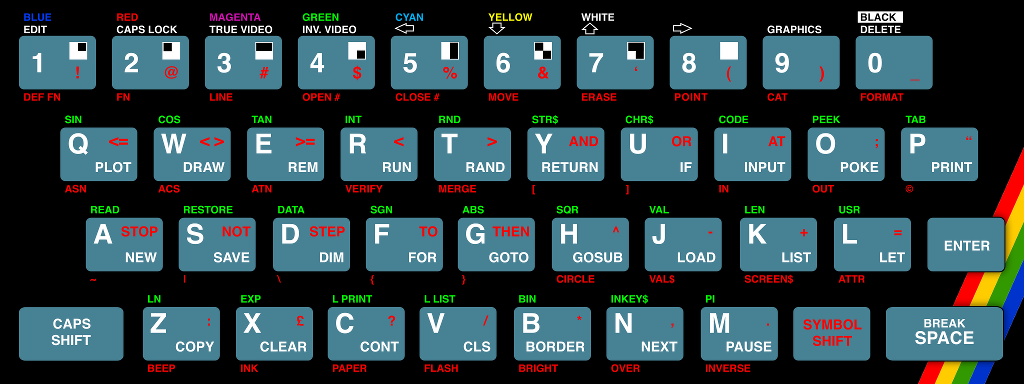 BLUE RED MAGENTA GREEN CYAN YELLOW WHITE BLACK
EDIT CAPS LOCK TRUE VIDEO INV. VIDEO GRAPHICS DELETE
1 2 3 4 5 6 7 8 9 0
! @ # $ % & ' ( ) _
DEF FN FN LINE OPEN # CLOSE # MOVE ERASE POINT CAT FORMAT
SIN COS TAN INT RND STR$ CHR$ CODE PEEK TAB
Q <= W <> E >= R < T > Y AND U OR I AT O ; P "
PLOT DRAW REM RUN RAND RETURN IF INPUT POKE PRINT
ASN ACS ATN VERIFY MERGE [ ] IN OUT ©
READ RESTORE DATA SGN ABS SQR VAL LEN USR
A STOP S NOT D STEP F TO G THEN H ^ J - K + L =
ENTER
NEW SAVE DIM FOR GOTO GOSUB LOAD LIST LET
~ | \ { } CIRCLE VAL$ SCREEN$ ATTR
LN EXP L PRINT L LIST BIN INKEY$ PI
CAPS Z : X £ C ? V / B * N , M . SYMBOL BREAK
SHIFT COPY CLEAR CONT CLS BORDER NEXT PAUSE SHIFT SPACE
BEEP INK PAPER FLASH BRIGHT OVER INVERSE